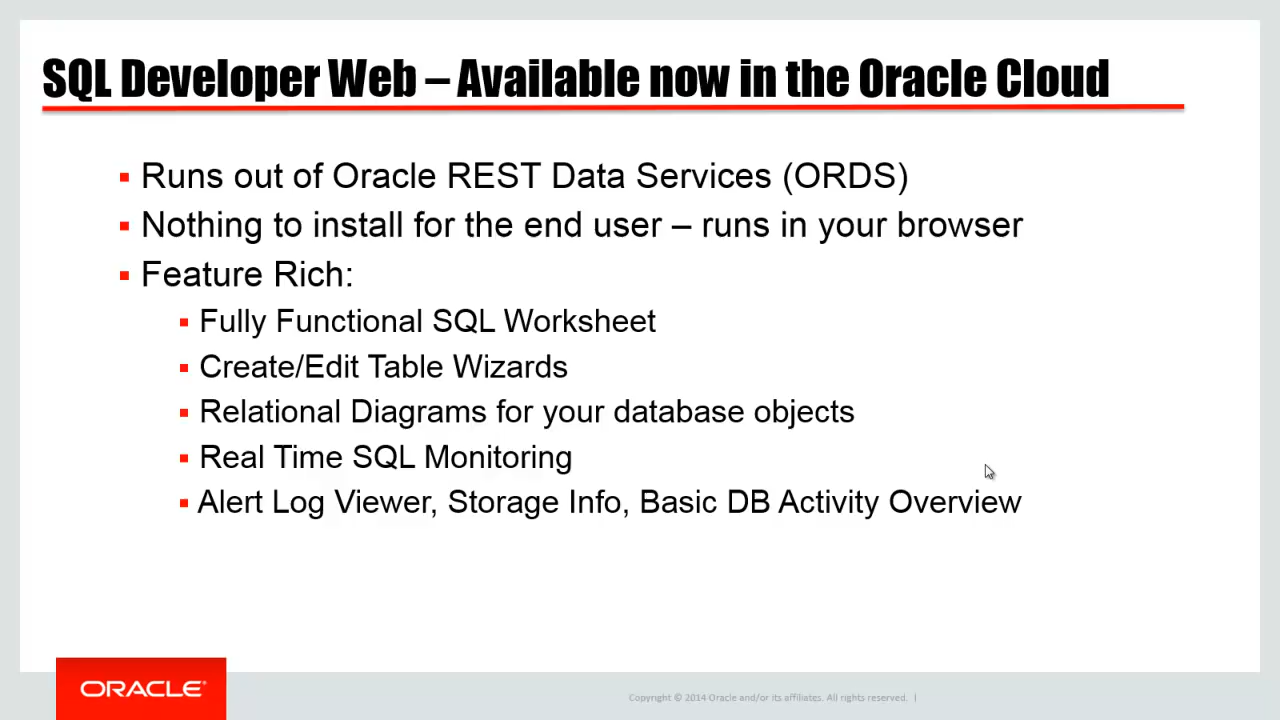 SQL Developer Web – Available now in the Oracle Cloud
Runs out of Oracle REST Data Services (ORDS)
Nothing to install for the end user – runs in your browser
Feature Rich:
Fully Functional SQL Worksheet
Create/Edit Table Wizards
Relational Diagrams for your database objects
Real Time SQL Monitoring
Alert Log Viewer, Storage Info, Basic DB Activity Overview
ORACLE®
Copyright © 2014 Oracle and/or its affiliates. All rights reserved. |